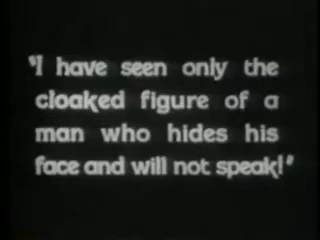 "I have seen only the
cloaked figure of a
man who hides his
face and will not speak!"